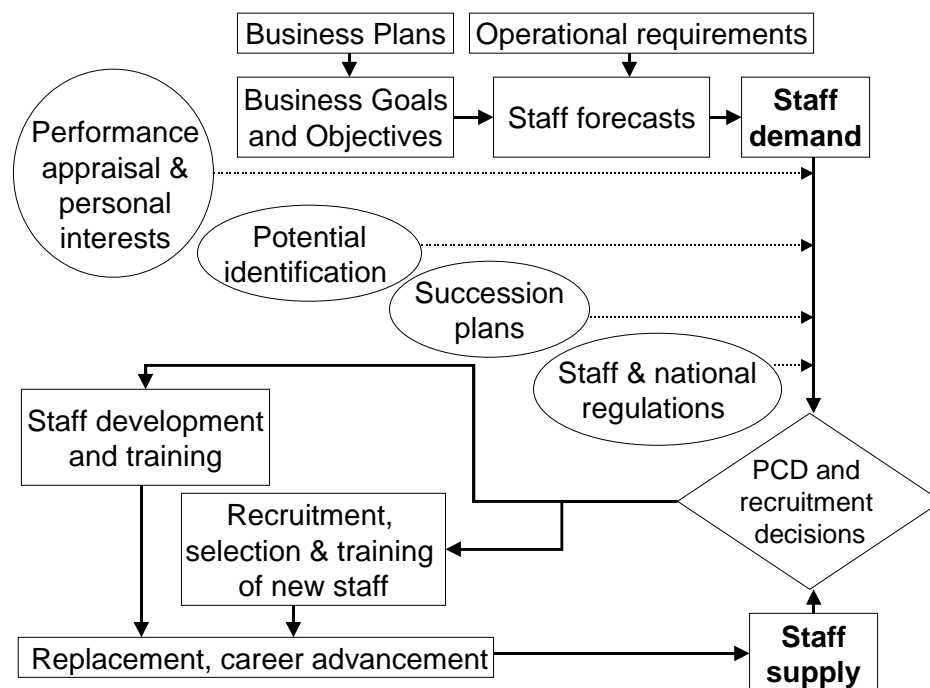 Business Plans
Operational requirements
Business Goals
and Objectives
Staff forecasts
Staff
demand
Performance
appraisal &
personal
interests
Potential
identification
Succession
plans
Staff & national
regulations
Staff development
and training
PCD and
recruitment
decisions
Recruitment,
selection & training
of new staff
Replacement, career advancement
Staff
supply